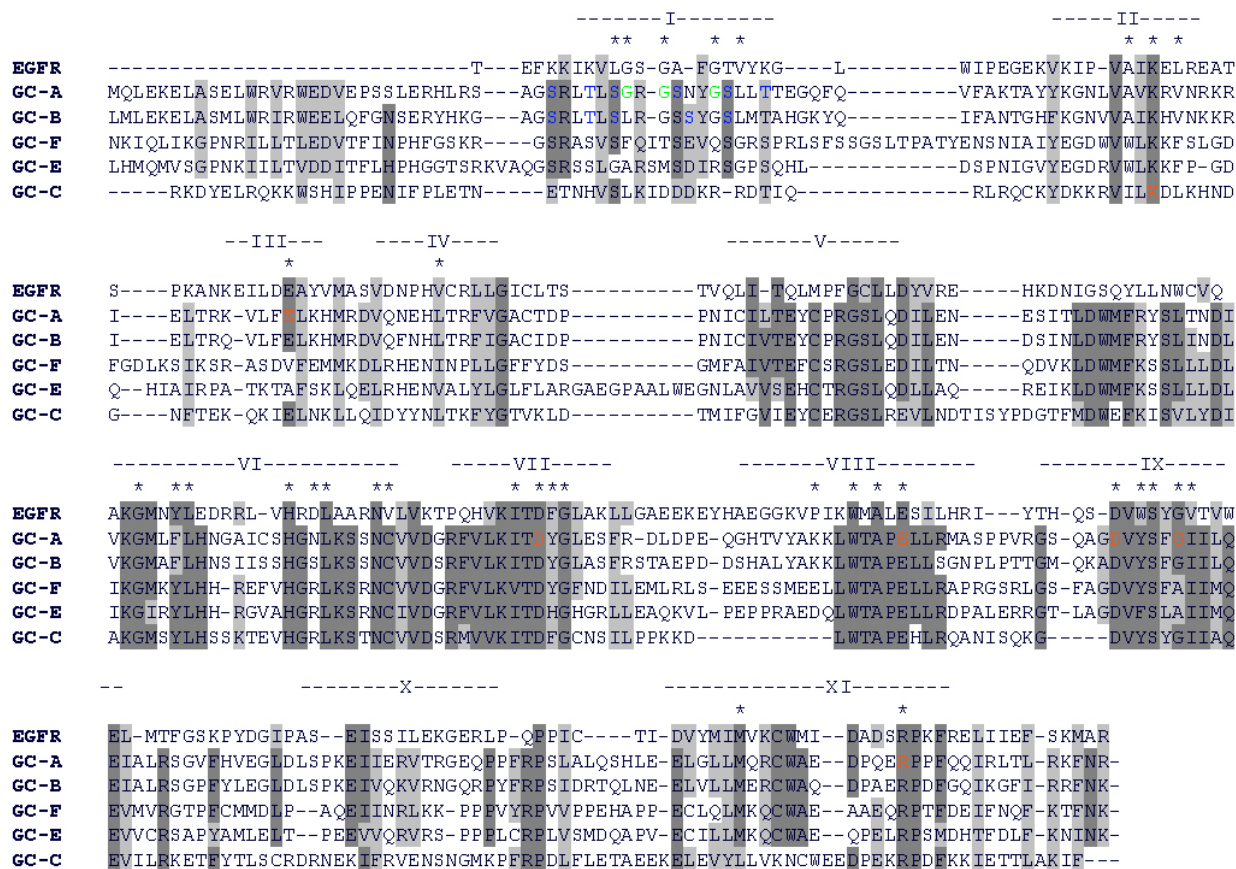 -------I-------- -----II-----
** * * * * * *
EGFR -----------------------------T---EFKKIKVLGS-GA-FGTVYKG---L---------WIPEGEKVKIP-VAIKELREAT
GC-A MQLEKELASELWRVRWEDVEPSSLERHLRS---AGSRLTLSGR-GSNYGSLLTTEGQFQ--------VFAKTAYYKGNLVAVKRVNRKR
GC-B LMLEKELASMLWRIRWEELQFGNSERYHKG---AGSRLTLSLR-GSSYGSLMTAHGKYQ--------IFANTGHFKGNVVAIKHVNKKR
GC-F NKIQLIKGPNRILLTLEDVTFINPHFGSKR---GSRASVSFQITSEVQSGRSPRLSFSSGSLTPATYENSNIAIYEGDWVWLKKFSLGD
GC-E LHMQMVSGPNKIILTVDDITFLHPHGGTSRKVAQGSRSSLGARSMSDIRSGPSQHL--------DSPNIGVYEGDRVWLKKFP-GD
GC-C -----RKDYELRQKKWSHIPPENIFPLETN---ETNHVSLKIDDDKR-RDTIQ-----------RLRQCKYDKKRVILFDLKHND
--III--- ----IV---- -------V------
* *
EGFR S----PKANKEILDEAYVMASVDNPHVCRLLGICLTS----------TVQLI-TQLMPFGCLLDYVRE-----HKDNIGSQYLLNWCVQ
GC-A I----ELTRK-VLFELKHMRDVQNEHLTRFVGACTDP----------PNICILTEYCPRGSLQDILEN-----ESITLDWMFRYSLTNDI
GC-B I----ELTRQ-VLFELKHMRDVQFNHLTRFIGACIDP----------PNICIVTEYCPRGSLQDILEN-----DSINLDWMFRYSLINDL
GC-F FGDLKSIKSR-ASDVFEMMKDLRHENINPLLGFFYDS----------GMFAIVTEFCSRGSLEDILTN-----QDVKLDWMFKSSLLLDL
GC-E Q--HIAIRPA-TKTAFSKLQELRHENVALYLGLFLARGAEGPAALWEGNLAVVSEHCTRGSLQDLLAQ-----REIKLDWMFKSSLLLDL
GC-C G----NFTEK-QKIELNKLLQIDYYNLTKFYGTVKLD----------TMIFGVIEYCERGSLREVLNDTISYPDGTFMDWEFKISVLYDI
----------VI----------- -----VII----- -------VIII-------- --------IX-----
* ** * ** ** * *** * * * * * ** **
EGFR AKGMNYLEDRRL-VHRDLAARNVLVKTPQHVKITDFGLAKLLGAEEKEYHAEGGKVPIKWMALESILHRI---YTH-QS-DVWSYGVTVW
GC-A VKGMLFLHNGAICSHGNLKSSNCVVDGRFVLKITDYGLESFR-DLDPE-QGHTVYAKKLWTAPELLRMASPPVRGS-QAGDVYSFGIILQ
GC-B VKGMAFLHNSIISSHGSLKSSNCVVDSRFVLKITDYGLASFRSTAEPD-DSHALYAKKLWTAPELLSGNPLPTTGM-QKADVYSFGIILQ
GC-F IKGMKYLHH-REFVHGRLKSRNCVVDGRFVLKVTDYGFNDILEMLRLS-EEESSMEELLWTAPELLRAPRGSRLGS-FAGDVYSFAIIMQ
GC-E IKGIRYLHH-RGVAHGRLKSRNCIVDGRFVLKITDHGHGRLLEAQKVL-PEPPRAEDQLWTAPELLRDPALERRGT-LAGDVFSLAIIMQ
GC-C AKGMSYLHSSKTEVHGRLKSTNCVVDSRMVVKITDFGCNSILPPKKD-----------LWTAPEHLRQANISQKG-----DVYSYGIIAQ
-- --------X------- -------------XI---------
* *
EGFR EL-MTFGSKPYDGIPAS--EISSILEKGERLP-QPPIC---TI-DVYMIMVKCWMI--DADSRPKFRELIIEF-SKMAR
GC-A EIALRSGVFHVEGLDLSPKEIIERVTRGEQPPFRPSLALQSHLE-ELGLLMQRCWAE--DPQERPPFQQIRLTL-RKFNR-
GC-B EIALRSGPFYLEGLDLSPKEIVQKVRNGQRPYFRPSIDRTQLNE-ELVLLMERCWAQ--DPAERPDFGQIKGFI-RRFNK-
GC-F EVMVRGTPFCMMDLP--AQEIINRLKK-PPPVYRPVVPPEHAPP-ECLQLMKQCWAE--AAEQRPTFDEIFNQF-KTFNK-
GC-E EVVCRSAPYAMLELT--PEEVVQRVRS-PPPLCRPLVSMDQAPV-ECILLMKQCWAE--QPELRPSMDHTFDLF-KNINK-
GC-C EVILRKETFYTLSCRDRNEKIFRVENSNGMKPFRPDLFLETAEEKELEVYLLVKNCWEEDPEKRPDFKKIETTLAKIF---